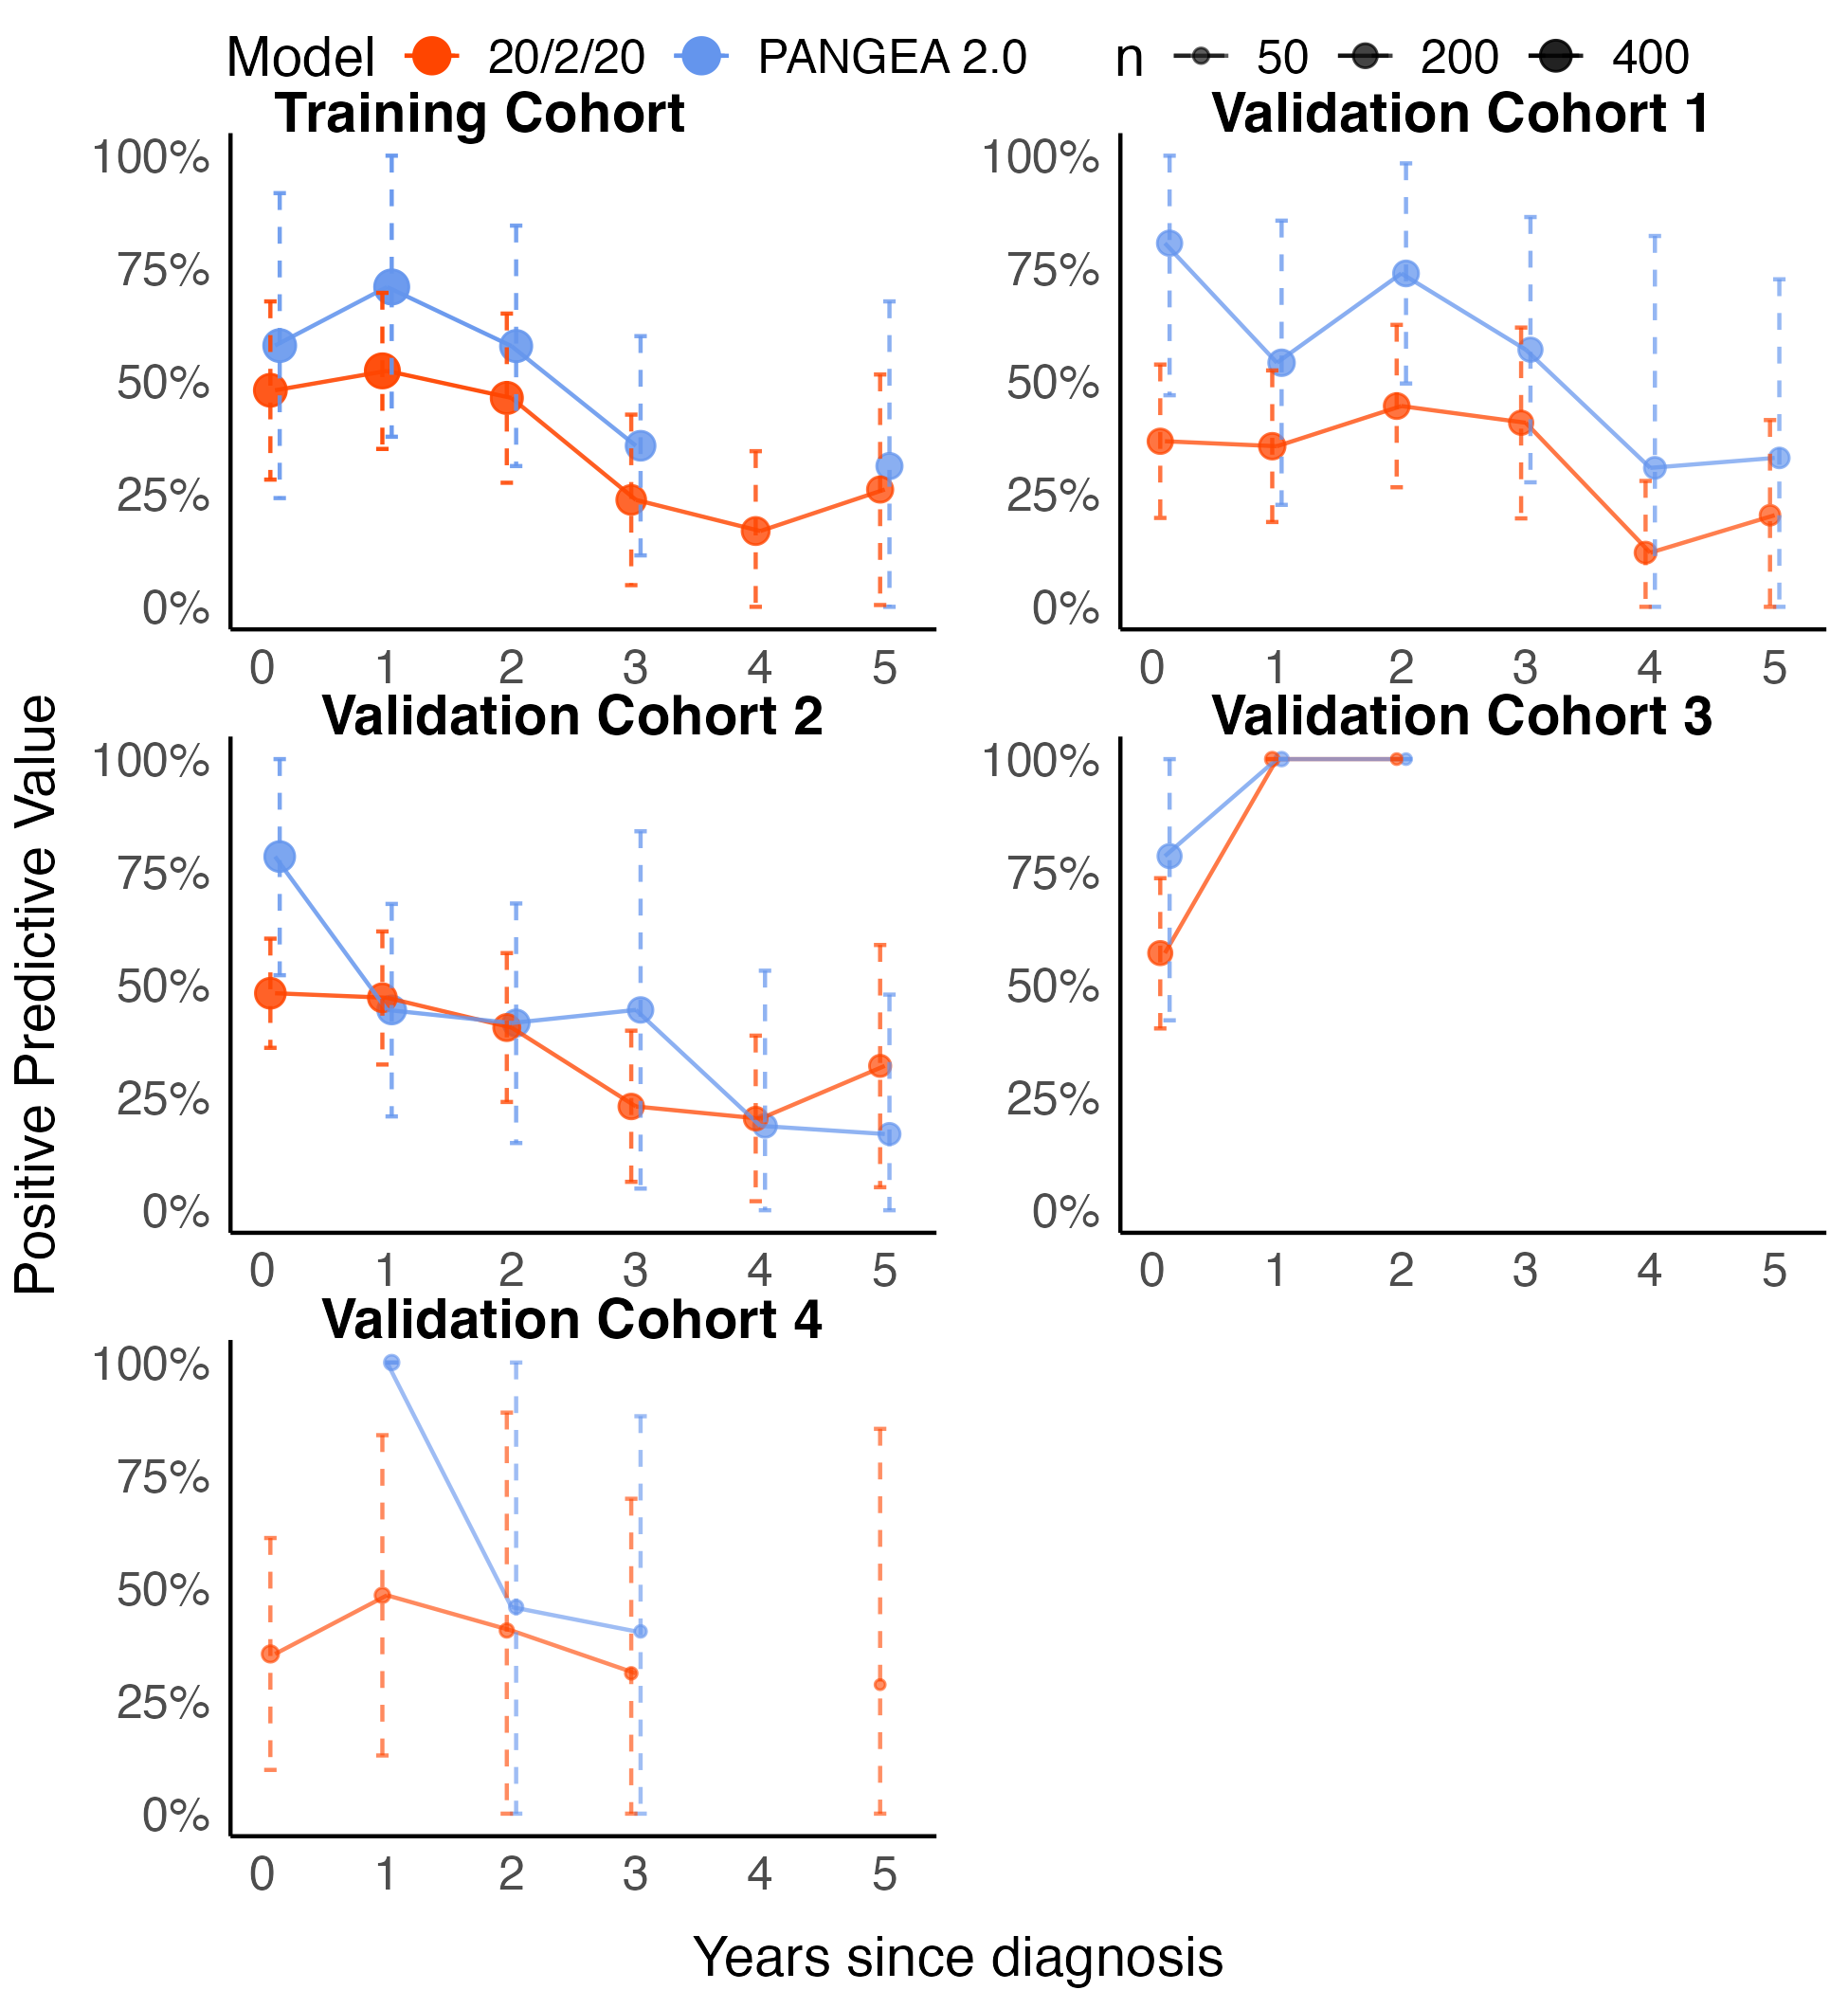 Model 20/2/20 PANGEA 2.0 n 50 200 400
Training Cohort
100%
75%
50%
25%
0%
0 1 2 3 4 5
Validation Cohort 1
100%
75%
50%
25%
0%
0 1 2 3 4 5
Positive Predictive Value
Validation Cohort 2
100%
75%
50%
25%
0%
0 1 2 3 4 5
Validation Cohort 3
100%
75%
50%
25%
0%
0 1 2 3 4 5
Validation Cohort 4
100%
75%
50%
25%
0%
0 1 2 3 4 5
Years since diagnosis